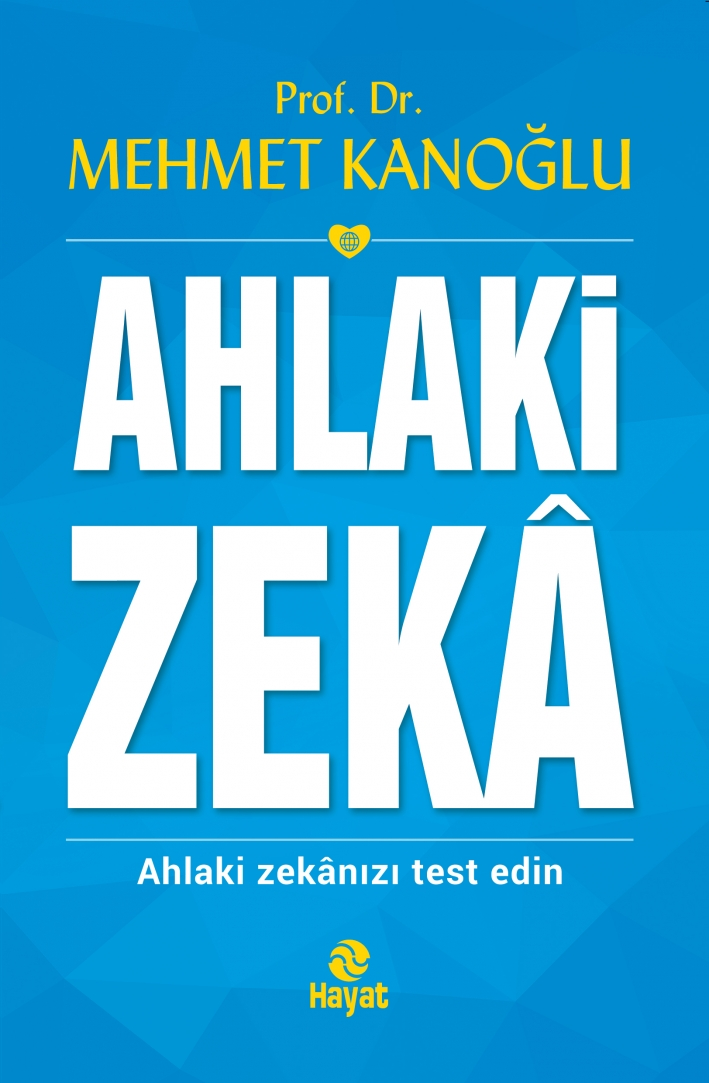 Prof. Dr.
MEHMET KANOĞLU
AHLAKİ
ZEKÂ
Ahlaki zekânızı test edin
Hayat